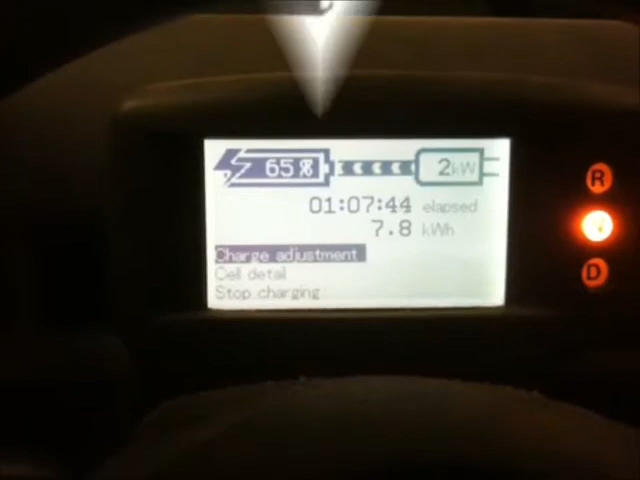 65%
2kW
01:07:44 elapsed
7.8 kWh
Charge adjustment
Cell detail
Stop charging
R
D